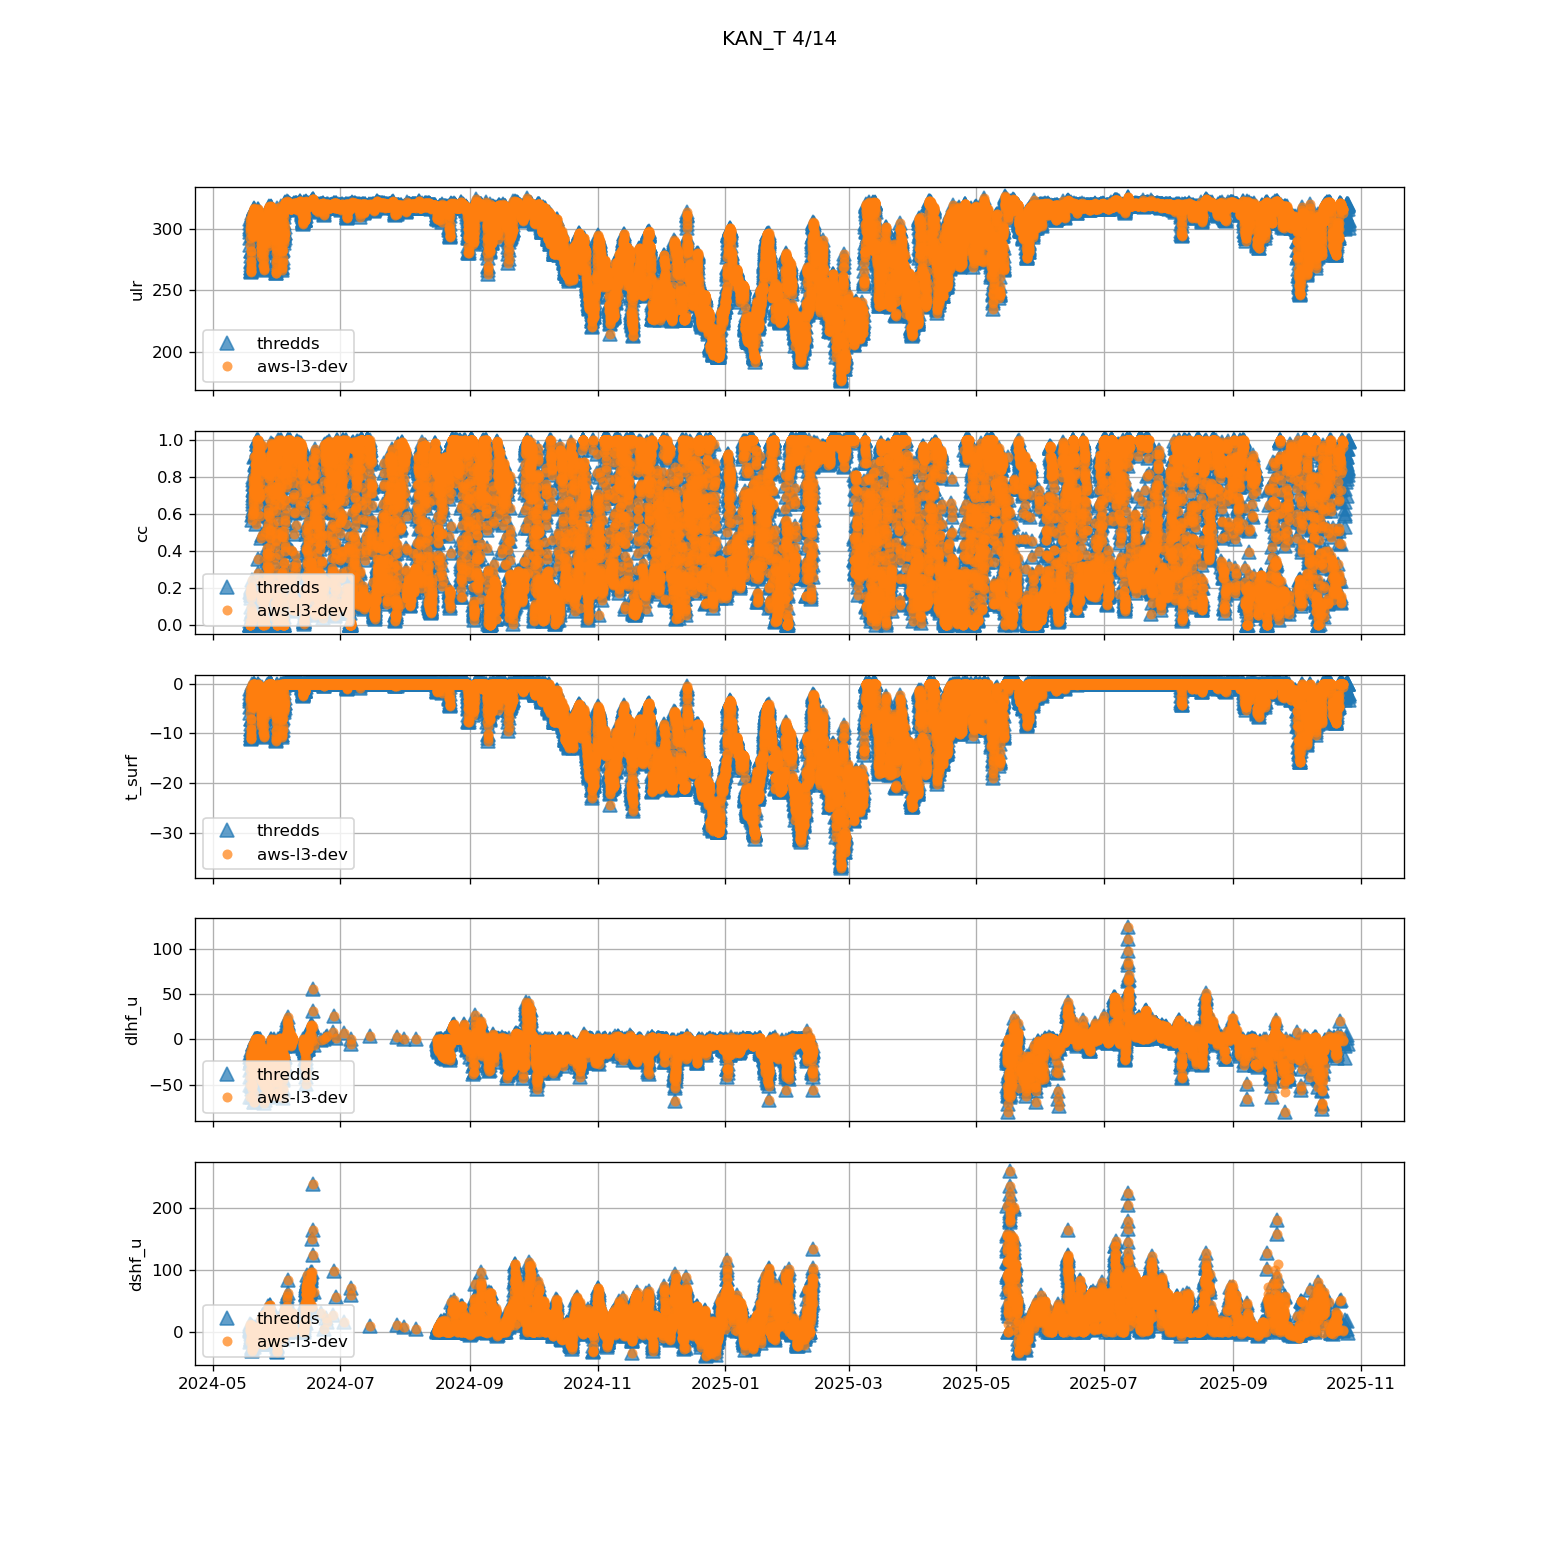 KAN_T 4/14
ulr
300
250
200
thredds
aws-l3-dev
cc
1.0
0.8
0.6
0.4
0.2
0.0
thredds
aws-l3-dev
t_surf
0
−10
−20
−30
thredds
aws-l3-dev
dlhf_u
100
50
0
−50
thredds
aws-l3-dev
dshf_u
200
100
0
thredds
aws-l3-dev
2024-05 2024-07 2024-09 2024-11 2025-01 2025-03 2025-05 2025-07 2025-09 2025-11